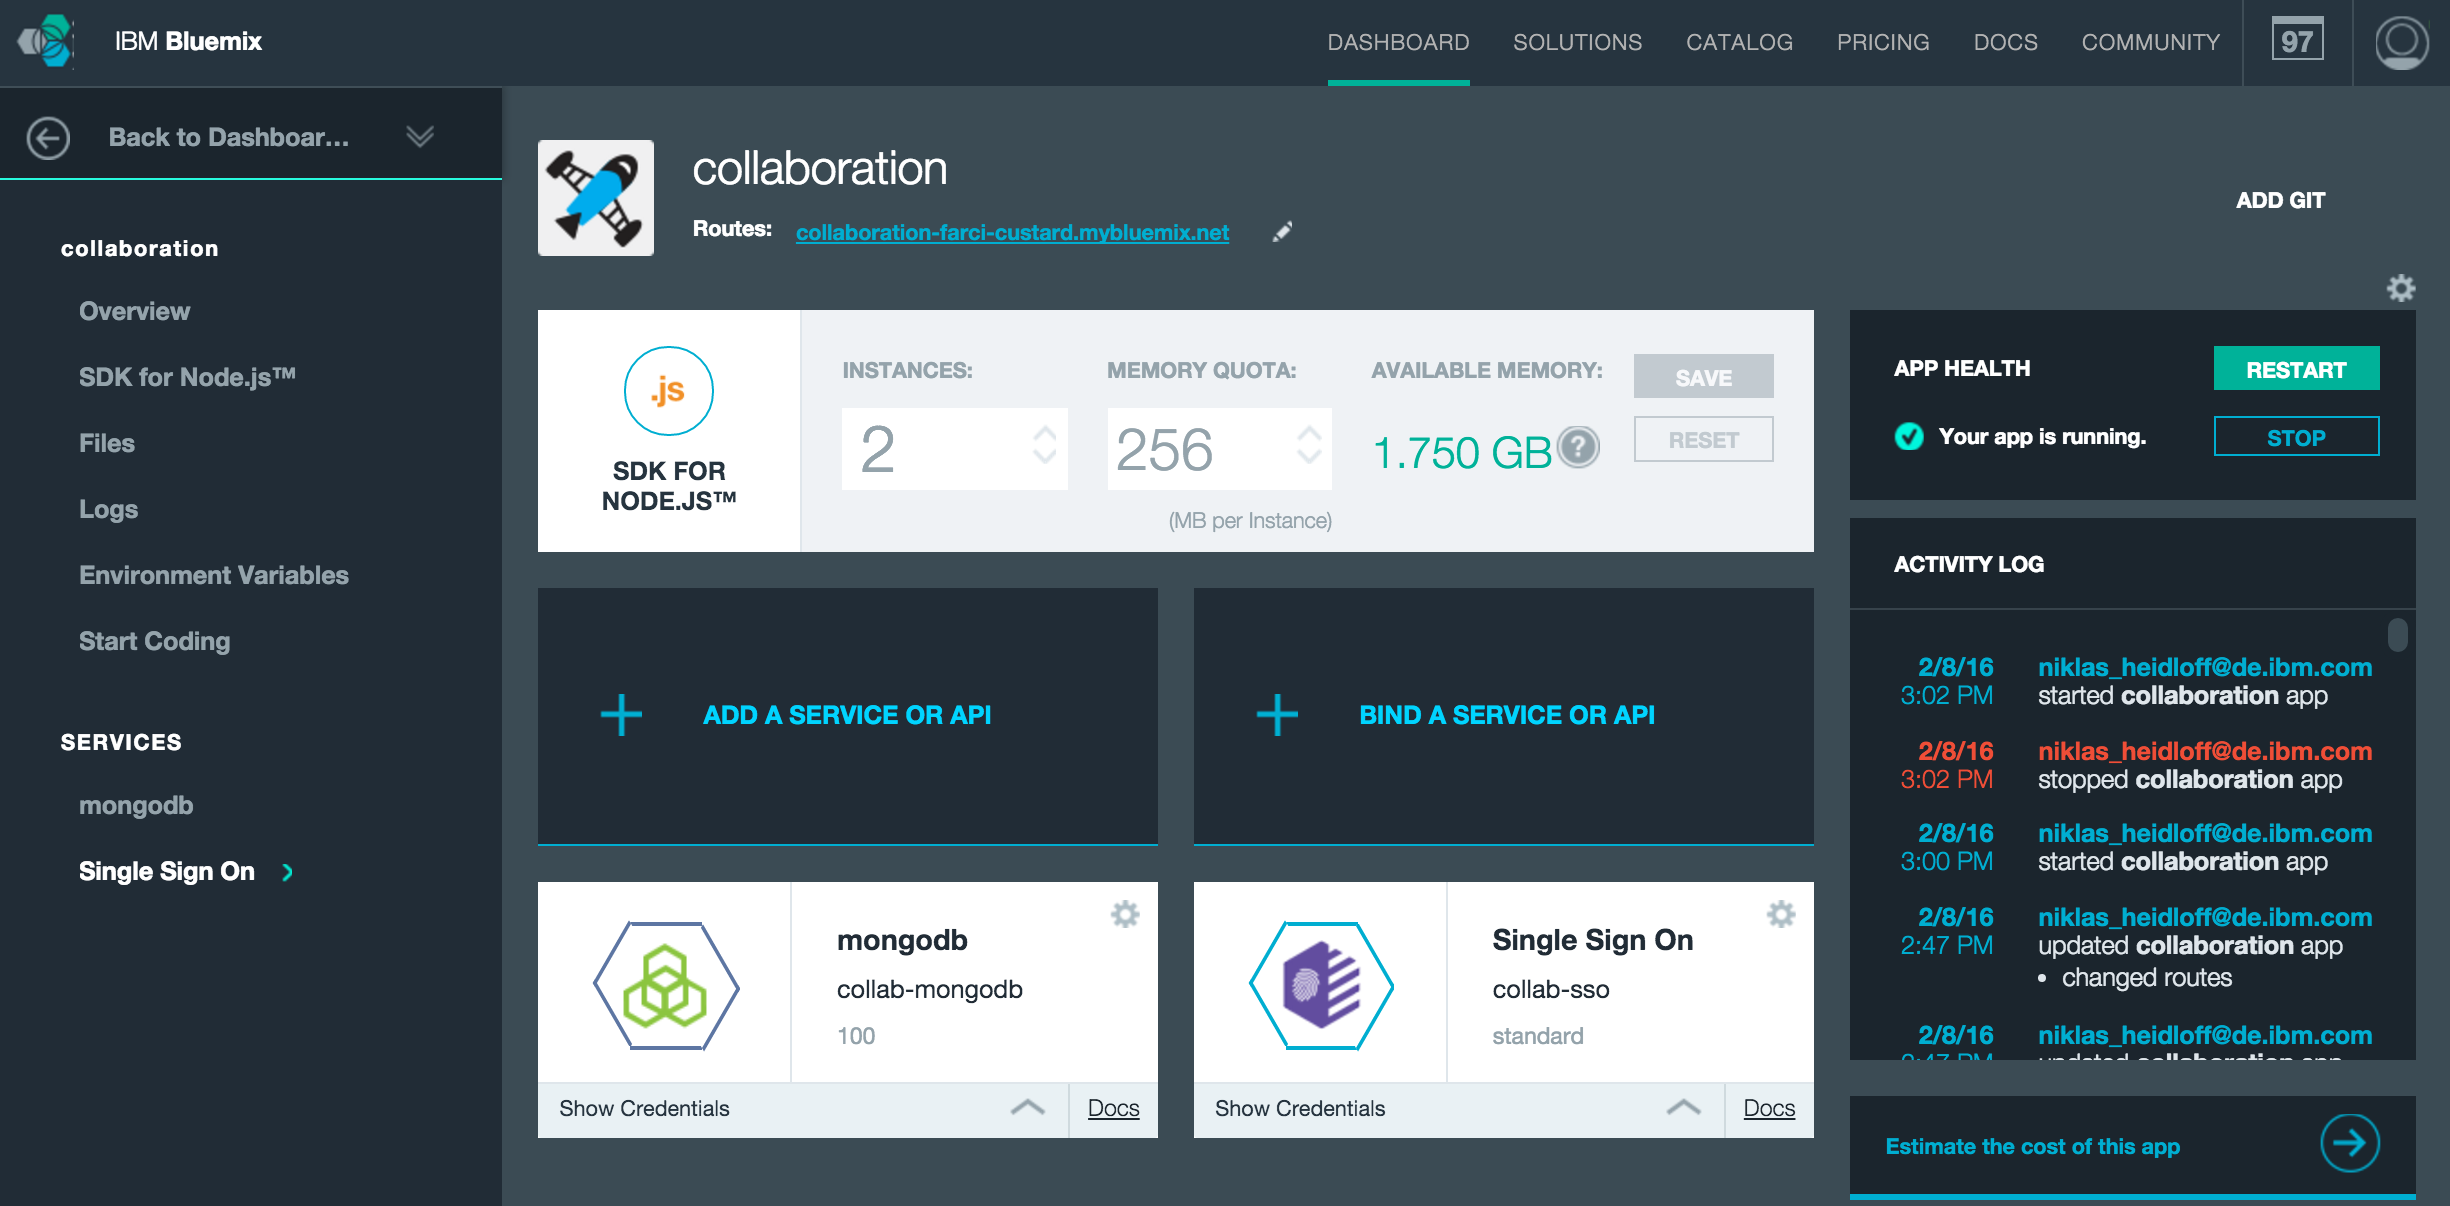 IBM Bluemix
DASHBOARD
SOLUTIONS
CATALOG
PRICING
DOCS
COMMUNITY
97
Back to Dashboar...
collaboration
Overview
SDK for Node.js™
Files
Logs
Environment Variables
Start Coding
SERVICES
mongodb
Single Sign On
collaboration
Routes: collaboration-farci-custard.mybluemix.net
ADD GIT
.js
SDK FOR
NODE.JS™
INSTANCES:
2
MEMORY QUOTA:
256
(MB per Instance)
AVAILABLE MEMORY:
1.750 GB ?
SAVE
RESET
ADD A SERVICE OR API
BIND A SERVICE OR API
mongodb
collab-mongodb
100
Show Credentials
Docs
Single Sign On
collab-sso
standard
Show Credentials
Docs
APP HEALTH
RESTART
Your app is running.
STOP
ACTIVITY LOG
2/8/16 niklas_heidloff@de.ibm.com
3:02 PM started collaboration app
2/8/16 niklas_heidloff@de.ibm.com
3:02 PM stopped collaboration app
2/8/16 niklas_heidloff@de.ibm.com
3:00 PM started collaboration app
2/8/16 niklas_heidloff@de.ibm.com
2:47 PM updated collaboration app
• changed routes
2/8/16 niklas_heidloff@de.ibm.com
2:47 PM updated collaboration app
Estimate the cost of this app